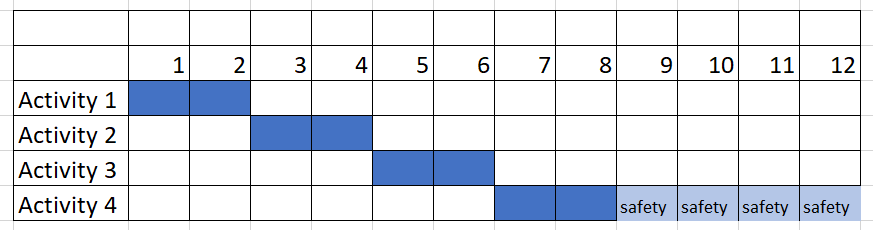 1 2 3 4 5 6 7 8 9 10 11 12
Activity 1
Activity 2
Activity 3
Activity 4 safety safety safety safety